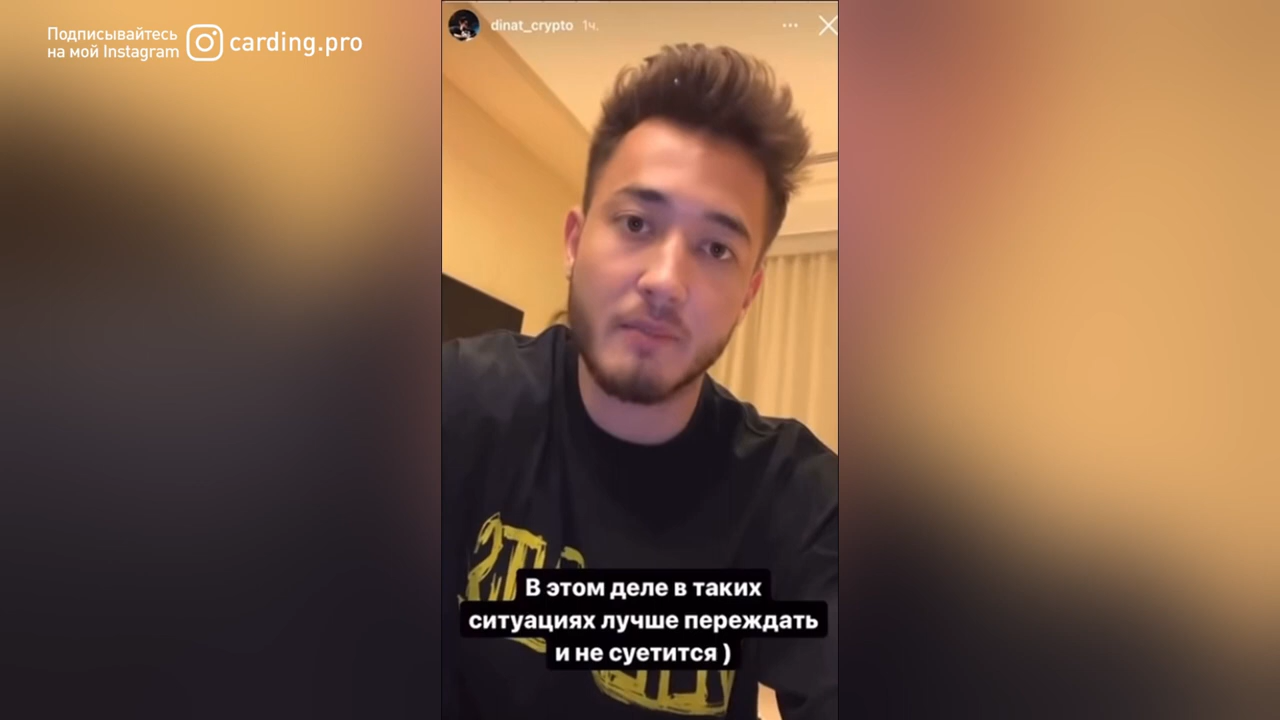 Подписывайтесь
на мой Instagram
carding.pro
dinat_crypto 1ч.
В этом деле в таких
ситуациях лучше переждать
и не суетится )